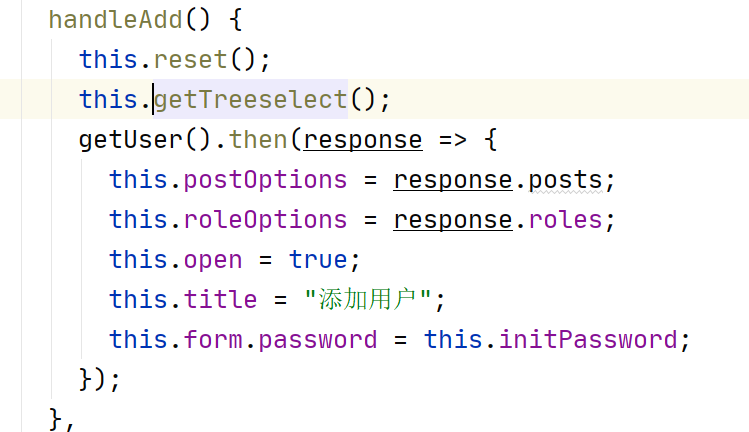 handleAdd() {
this.reset();
this.getTreeselect();
getUser().then(response => {
this.postOptions = response.posts;
this.roleOptions = response.roles;
this.open = true;
this.title = "添加用户";
this.form.password = this.initPassword;
});
},